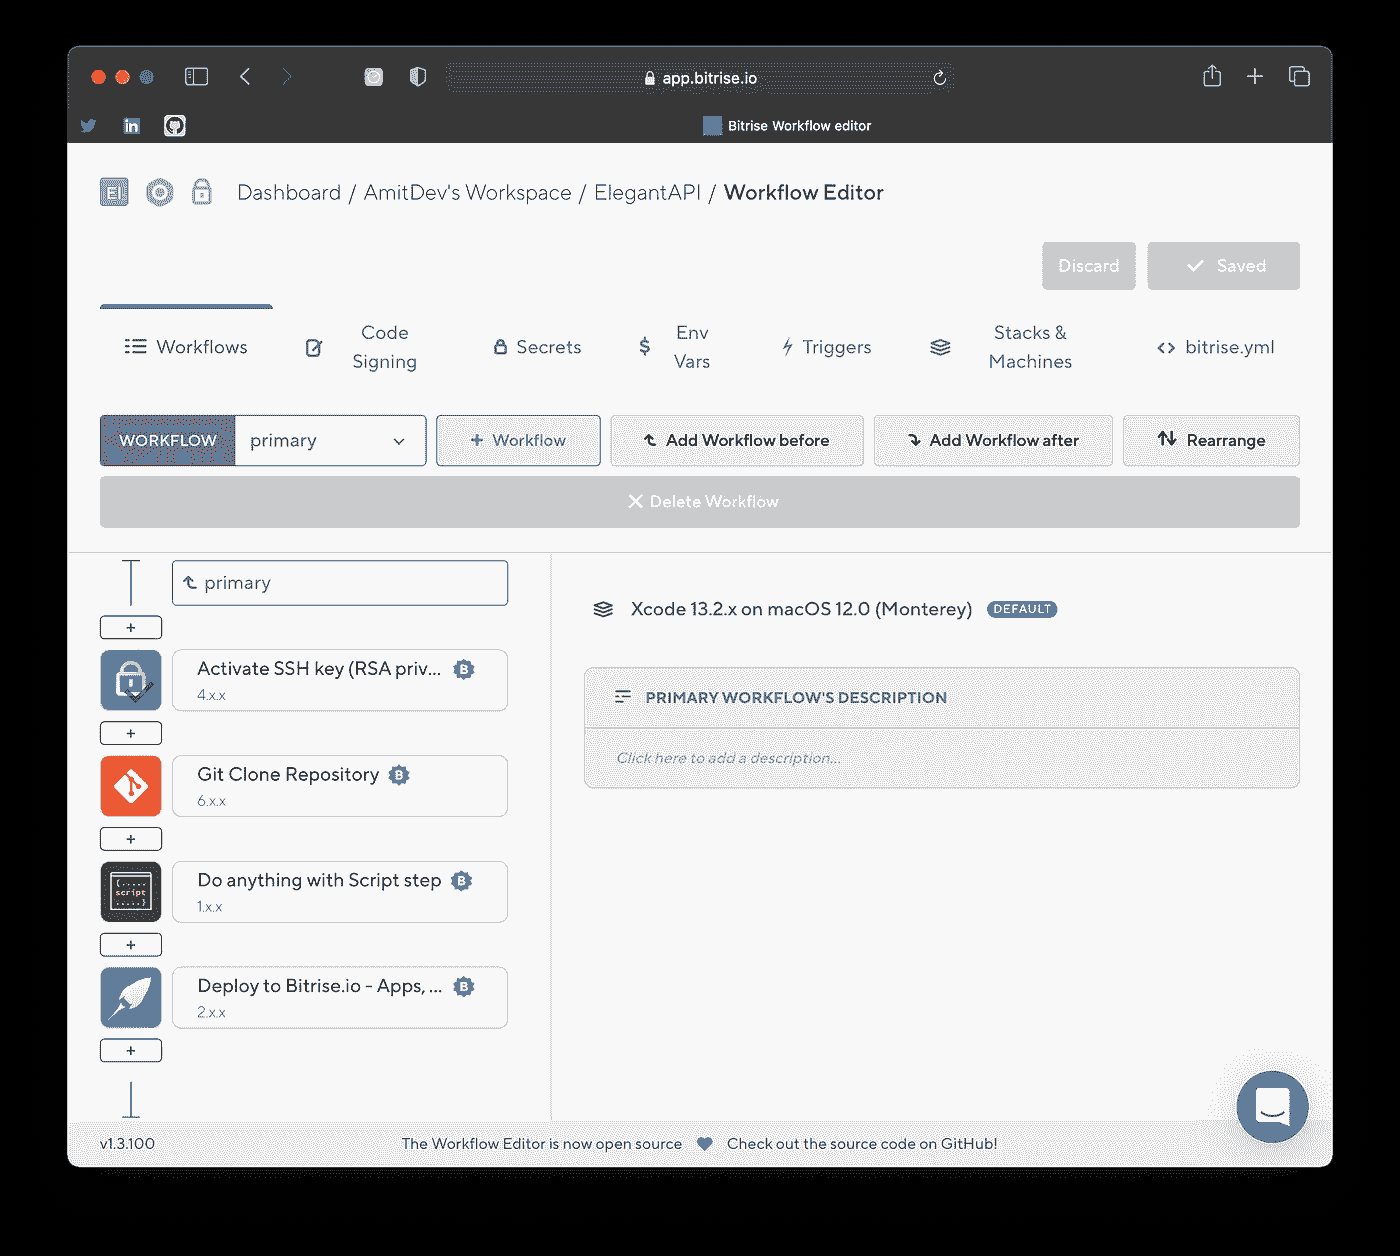 app.bitrise.io
in
Bitrise Workflow editor
EI
Dashboard / AmitDev's Workspace / ElegantAPI / Workflow Editor
Discard
Saved
Workflows
Code
Signing
Secrets
$
Env
Vars
Triggers
Stacks &
Machines
<> bitrise.yml
WORKFLOW
primary
+ Workflow
Add Workflow before
Add Workflow after
Rearrange
Delete Workflow
primary
+
Activate SSH key (RSA priv... B
4.x.x
+
Git Clone Repository B
6.x.x
+
{.....
script
.....}
Do anything with Script step B
1.x.x
+
Deploy to Bitrise.io - Apps, ... B
2.x.x
+
Xcode 13.2.x on macOS 12.0 (Monterey) DEFAULT
PRIMARY WORKFLOW'S DESCRIPTION
Click here to add a description...
v1.3.100
The Workflow Editor is now open source
Check out the source code on GitHub!